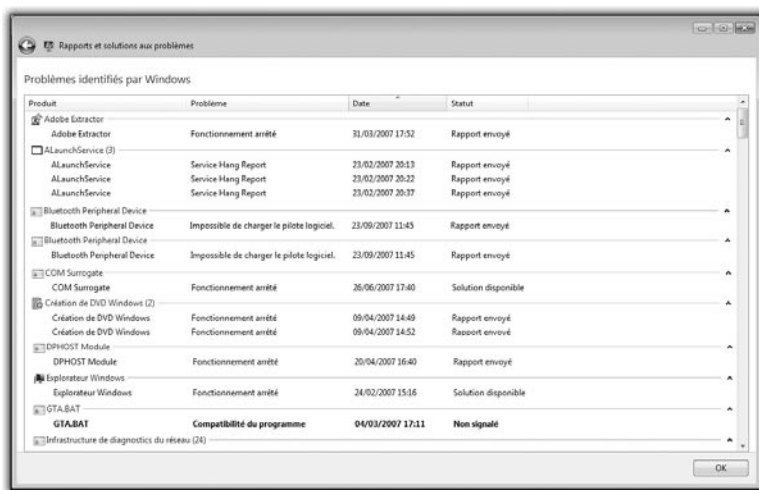 Rapports et solutions aux problèmes
Problèmes identifiés par Windows
Produit Problème Date Statut
Adobe Extractor
Adobe Extractor Fonctionnement arrêté 31/03/2007 17:52 Rapport envoyé
ALaunchService (3)
ALaunchService Service Hang Report 23/02/2007 20:13 Rapport envoyé
ALaunchService Service Hang Report 23/02/2007 20:22 Rapport envoyé
ALaunchService Service Hang Report 23/02/2007 20:37 Rapport envoyé
Bluetooth Peripheral Device
Bluetooth Peripheral Device Impossible de charger le pilote logiciel. 23/09/2007 11:45 Rapport envoyé
Bluetooth Peripheral Device
Bluetooth Peripheral Device Impossible de charger le pilote logiciel. 23/09/2007 11:45 Rapport envoyé
COM Surrogate
COM Surrogate Fonctionnement arrêté 26/06/2007 17:40 Solution disponible
Création de DVD Windows (2)
Création de DVD Windows Fonctionnement arrêté 09/04/2007 14:49 Rapport envoyé
Création de DVD Windows Fonctionnement arrêté 09/04/2007 14:52 Rapport envoyé
DPHOST Module
DPHOST Module Fonctionnement arrêté 20/04/2007 16:40 Rapport envoyé
Explorateur Windows
Explorateur Windows Fonctionnement arrêté 24/02/2007 15:16 Solution disponible
GTA.BAT
GTA.BAT Compatibilité du programme 04/03/2007 17:11 Non signalé
Infrastructure de diagnostics du réseau (24)
OK